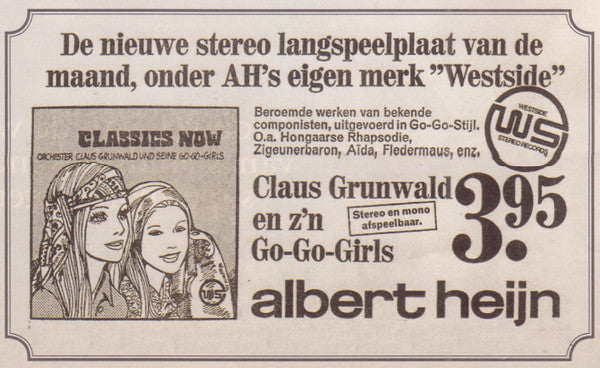 De nieuwe stereo langspeelplaat van de
maand, onder AH's eigen merk "Westside"
CLASSICS NOW
ORCHESTER CLAUS GRUNWALD UND SEINE GO-GO-GIRLS
WS
Beroemde werken van bekende
componisten, uitgevoerd in Go-Go-Stijl.
O.a. Hongaarse Rhapsodie,
Zigeunerbaron, Aïda, Fledermaus, enz.
WESTSIDE
WS
STEREO RECORDS
Claus Grunwald
en z'n
Go-Go-Girls
Stereo en mono
afspeelbaar.
3.95
albert heijn